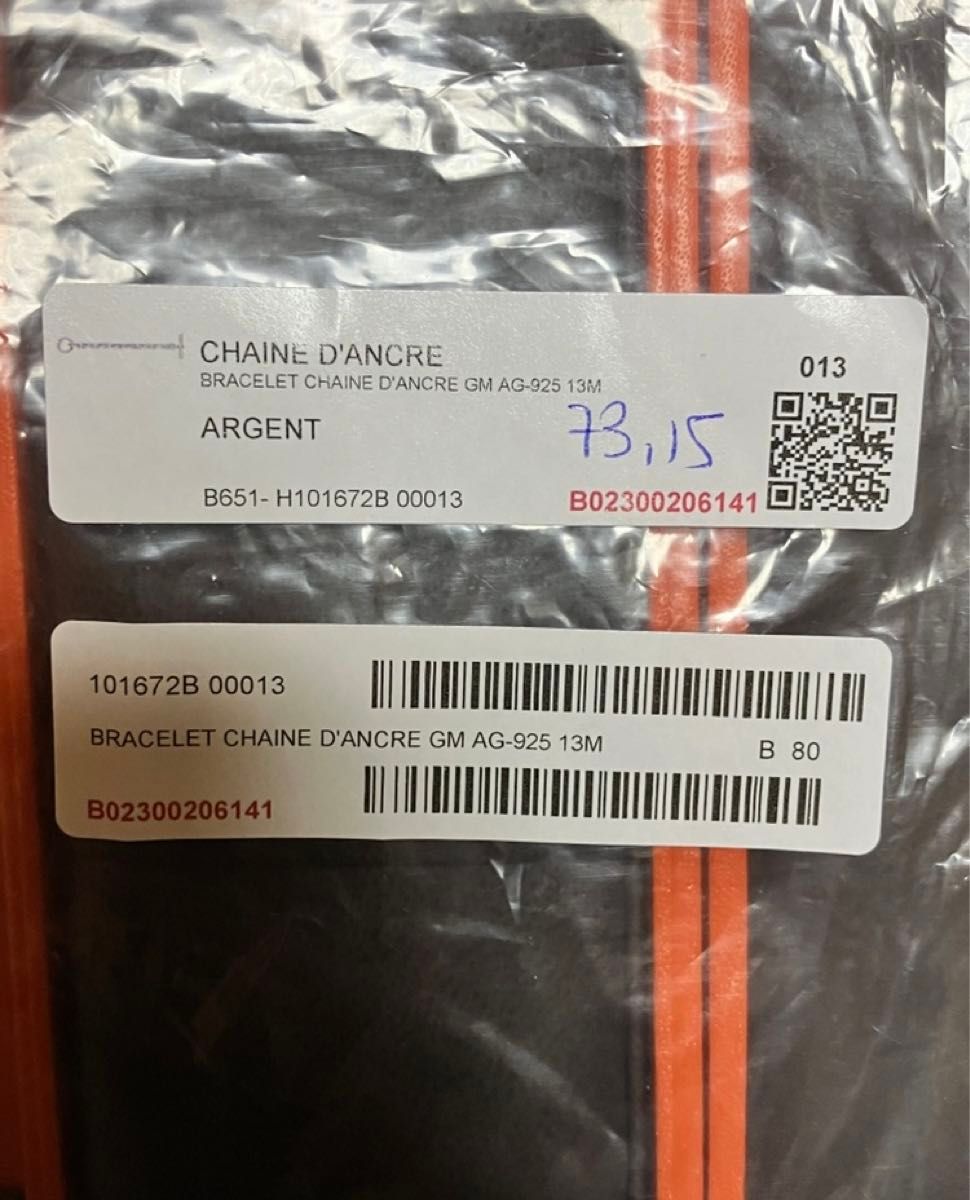 CHAINE D'ANCRE
BRACELET CHAINE D'ANCRE GM AG-925 13M
013
ARGENT
73,15
B651- H101672B 00013
B02300206141
101672B 00013
BRACELET CHAINE D'ANCRE GM AG-925 13M
B 80
B02300206141